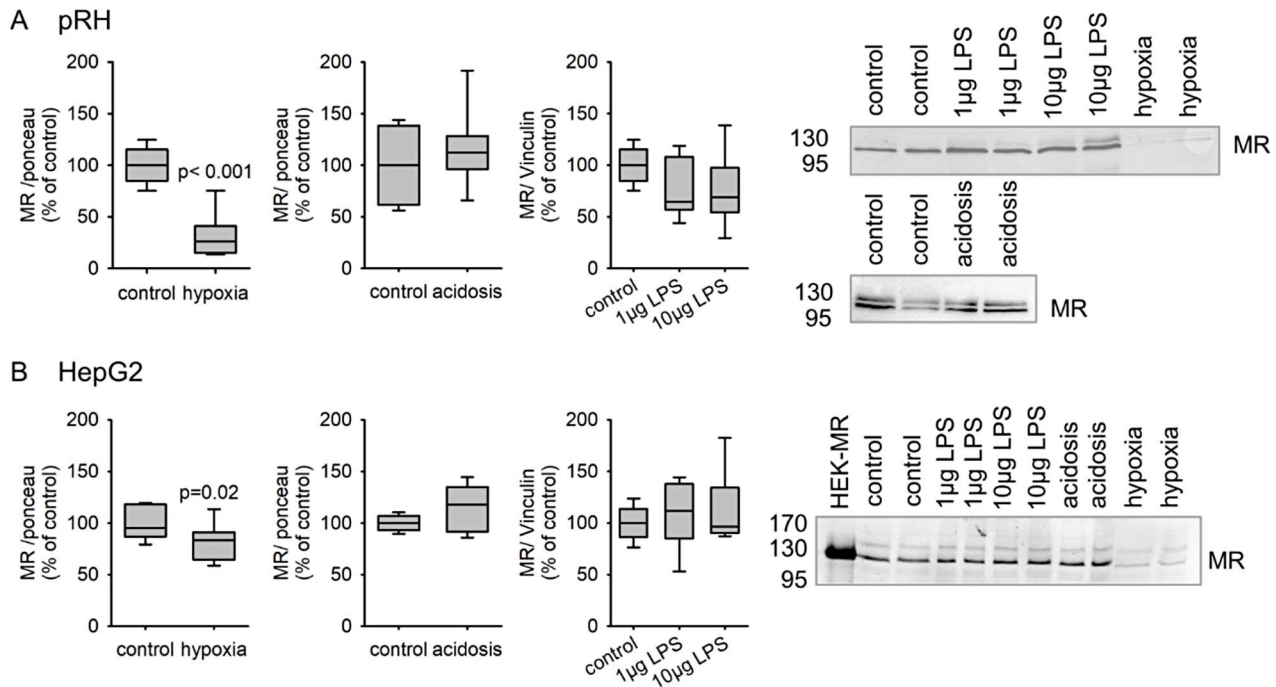 A pRH
200
150
100
50
0
MR /ponceau
(% of control)
p< 0.001
control hypoxia
200
150
100
50
0
MR/ ponceau
(% of control)
control acidosis
200
150
100
50
0
MR/ Vinculin
(% of control)
control
1µg LPS
10µg LPS
control
control
1µg LPS
1µg LPS
10µg LPS
10µg LPS
hypoxia
hypoxia
130
95
MR
control
control
acidosis
acidosis
130
95
MR
B HepG2
200
150
100
50
0
MR /ponceau
(% of control)
p=0.02
control hypoxia
200
150
100
50
0
MR/ ponceau
(% of control)
control acidosis
200
150
100
50
0
MR/ Vinculin
(% of control)
control
1µg LPS
10µg LPS
HEK-MR
control
control
1µg LPS
1µg LPS
10µg LPS
10µg LPS
acidosis
acidosis
hypoxia
hypoxia
170
130
95
MR